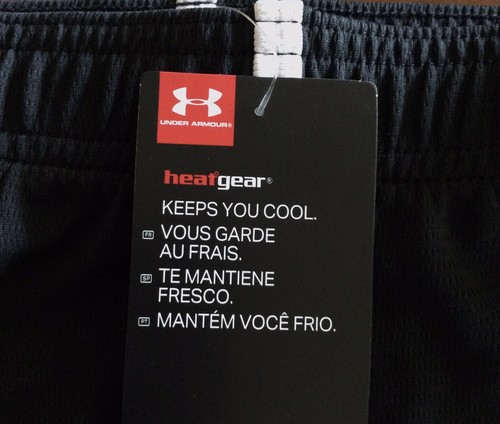 UNDER ARMOUR®
heatgear®
KEEPS YOU COOL.
FR VOUS GARDE
AU FRAIS.
SP TE MANTIENE
FRESCO.
PT MANTÉM VOCÊ FRIO.